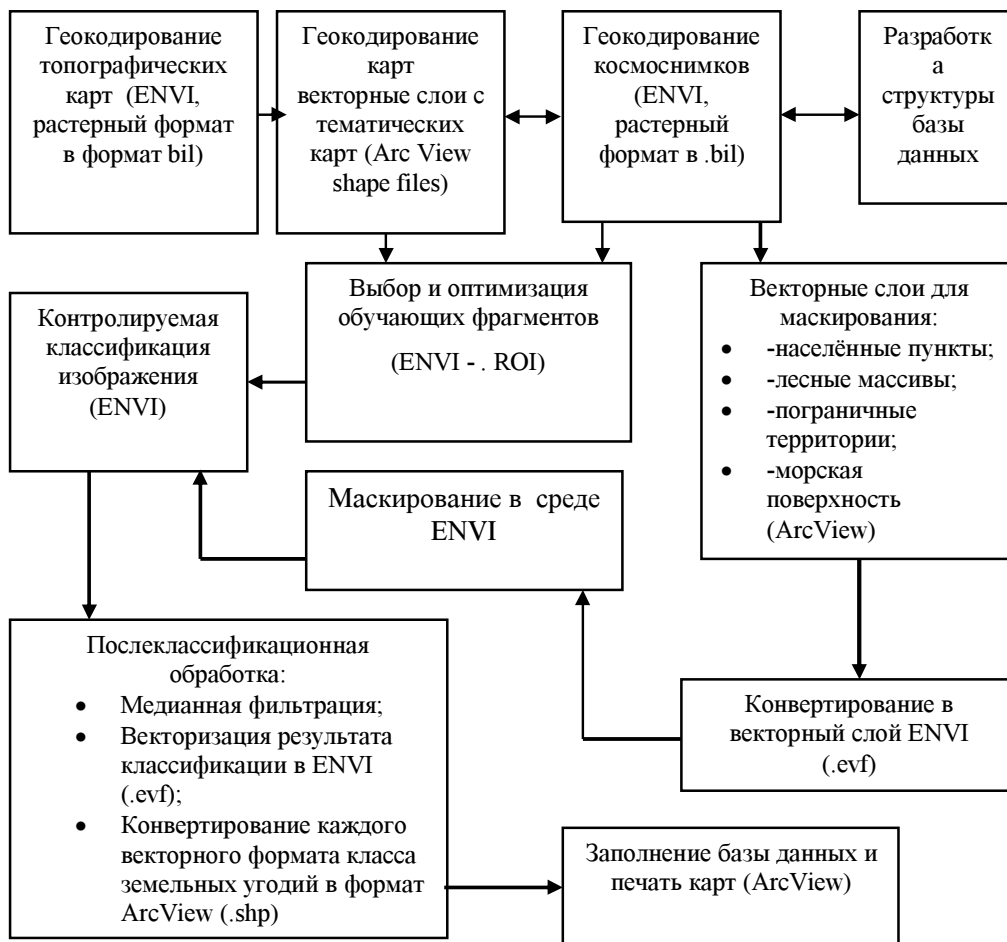 Геокодирование
топографических
карт (ENVI,
растерный формат
в формат bil)
Геокодирование
карт
векторные слои с
тематических
карт (Arc View
shape files)
Геокодирование
космоснимков
(ENVI,
растерный
формат в .bil)
Разработк
а
структуры
базы
данных
Выбор и оптимизация
обучающих фрагментов
(ENVI - . ROI)
Контролируемая
классификация
изображения
(ENVI)
Векторные слои для
маскирования:
• -населённые пункты;
• -лесные массивы;
• -пограничные
территории;
• -морская
поверхность
(ArcView)
Маскирование в среде
ENVI
Послеклассификационная
обработка:
• Медианная фильтрация;
• Векторизация результата
классификации в ENVI
(.evf);
• Конвертирование каждого
векторного формата класса
земельных угодий в формат
ArcView (.shp)
Конвертирование в
векторный слой ENVI
(.evf)
Заполнение базы данных и
печать карт (ArcView)